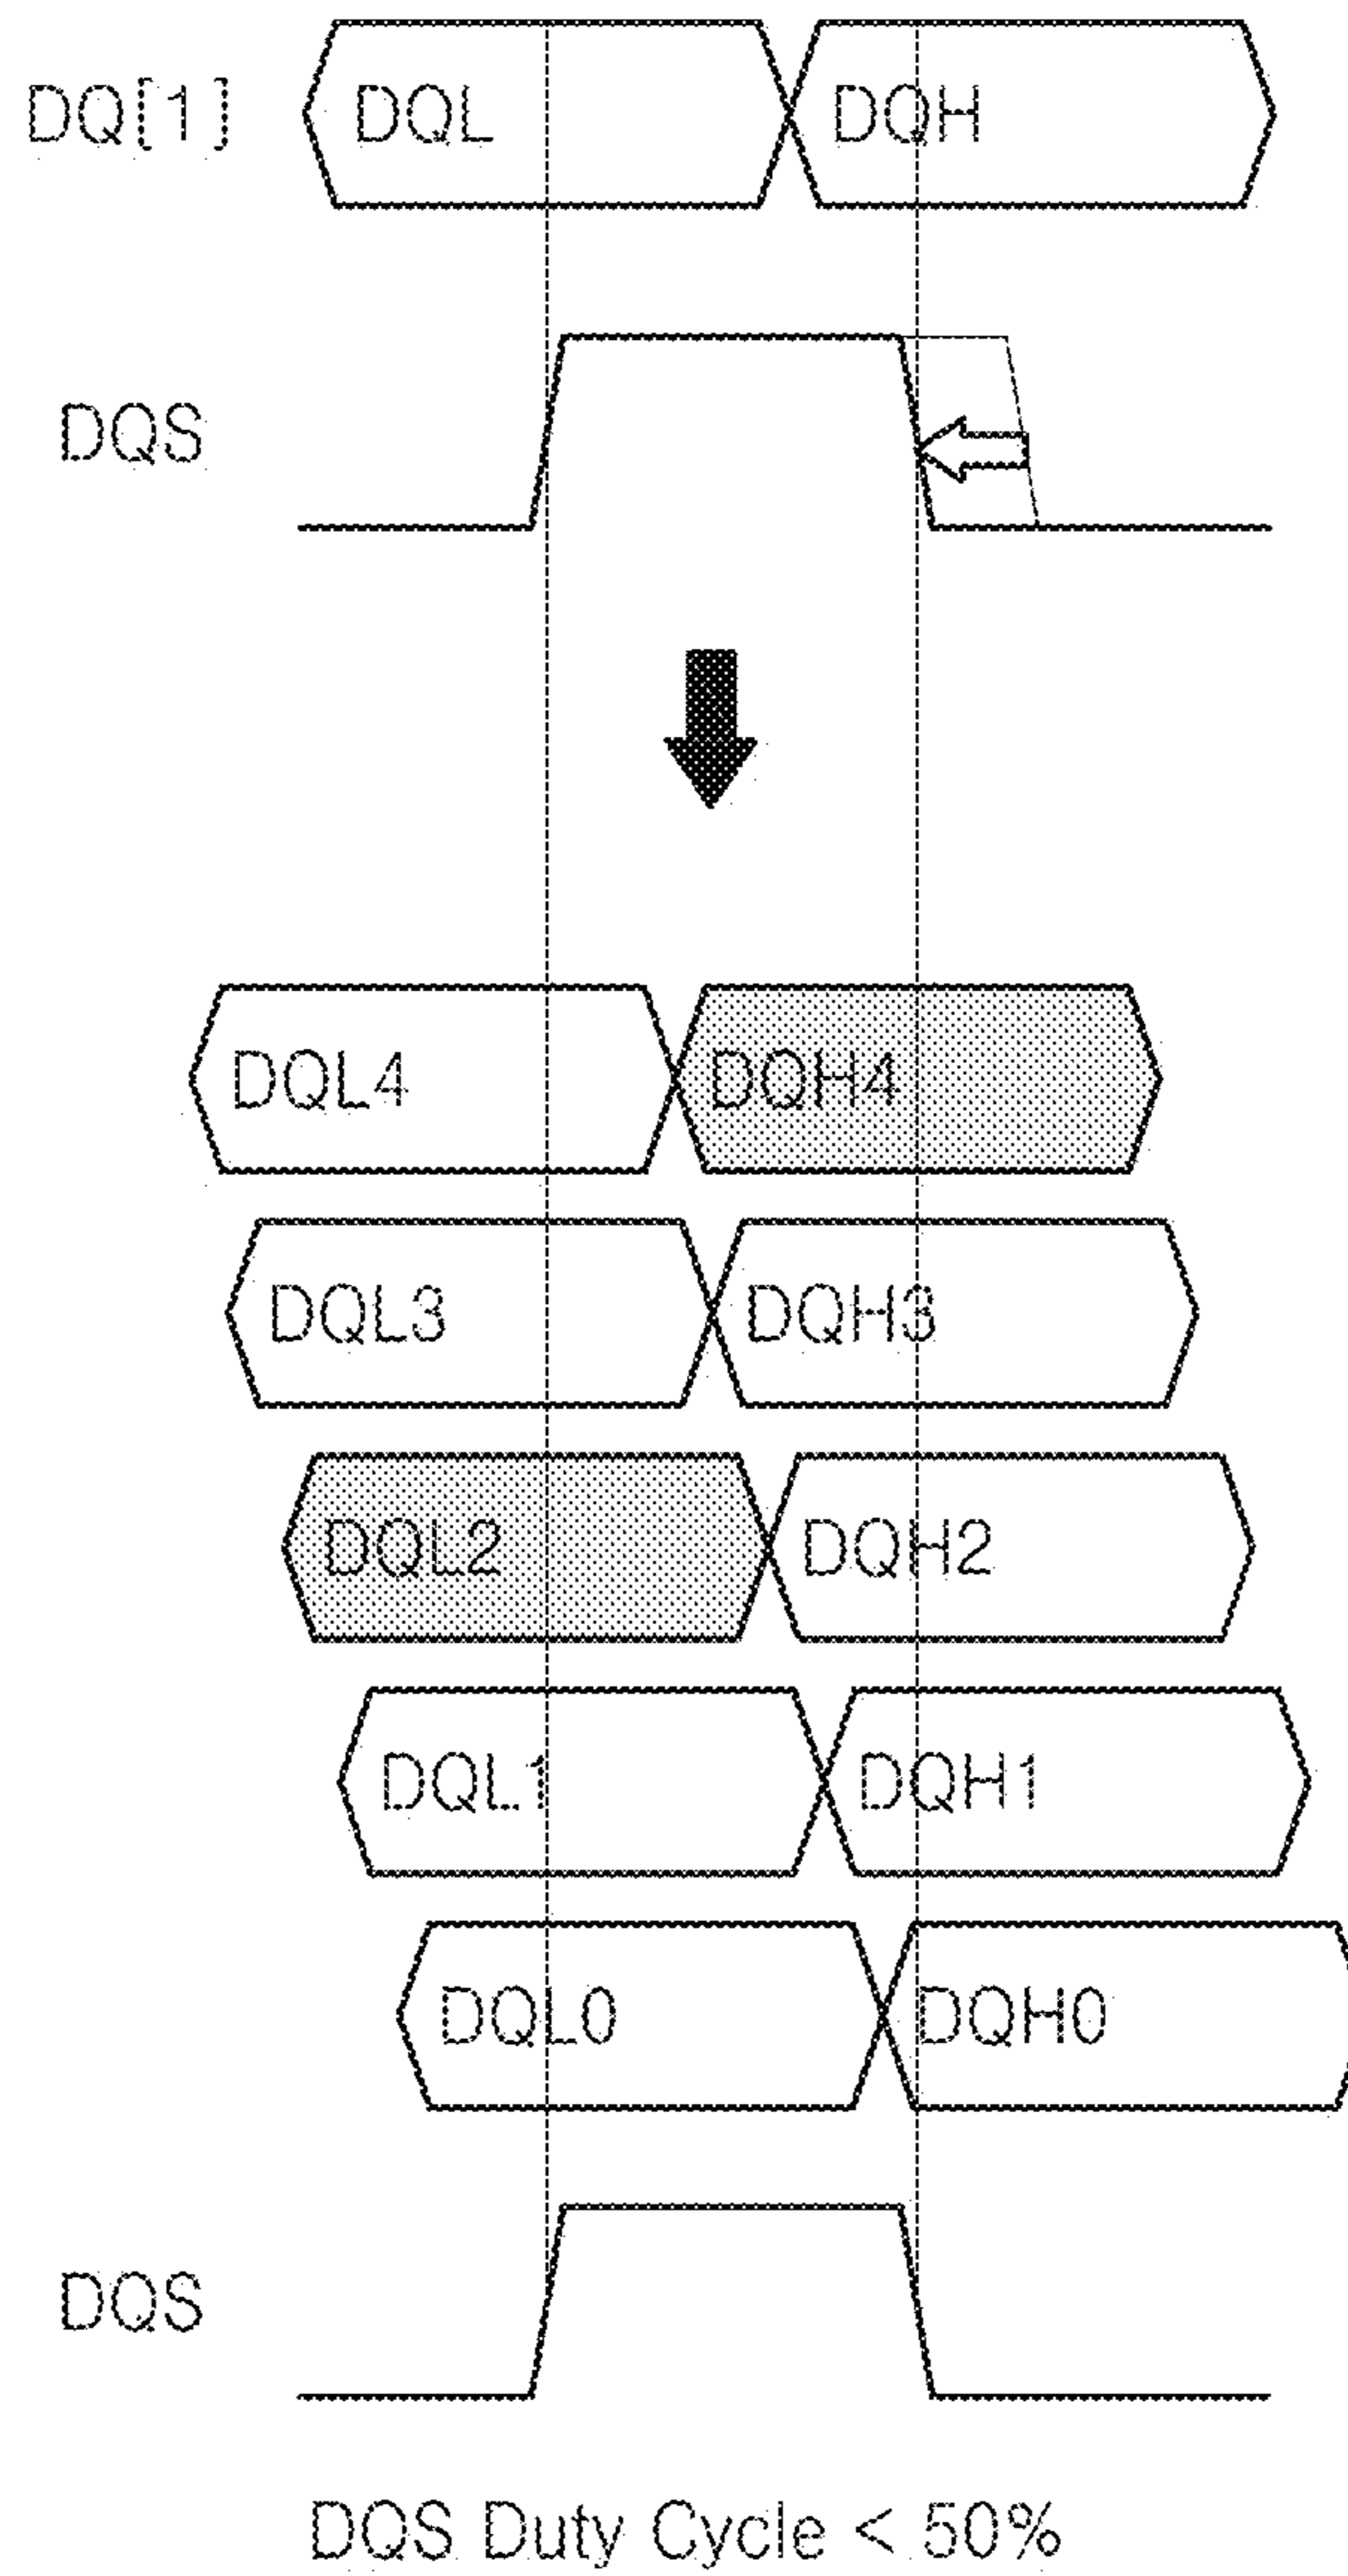 DQ[1] DQL DQH
DQS
DQL4 DQH4
DQL3 DQH3
DQL2 DQH2
DQL1 DQH1
DQL0 DQH0
DQS
DQS Duty Cycle < 50%